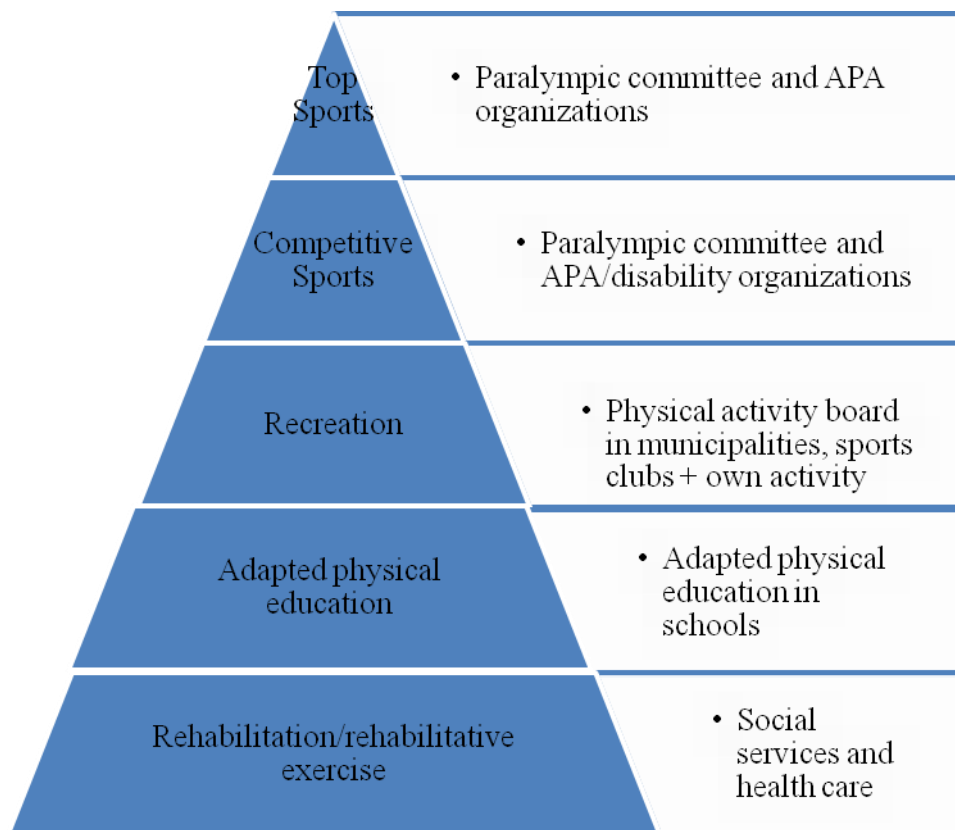 Top
Sports
• Paralympic committee and APA
organizations
Competitive
Sports
• Paralympic committee and
APA/disability organizations
Recreation
• Physical activity board
in municipalities, sports
clubs + own activity
Adapted physical
education
• Adapted physical
education in
schools
Rehabilitation/rehabilitative
exercise
• Social
services and
health care